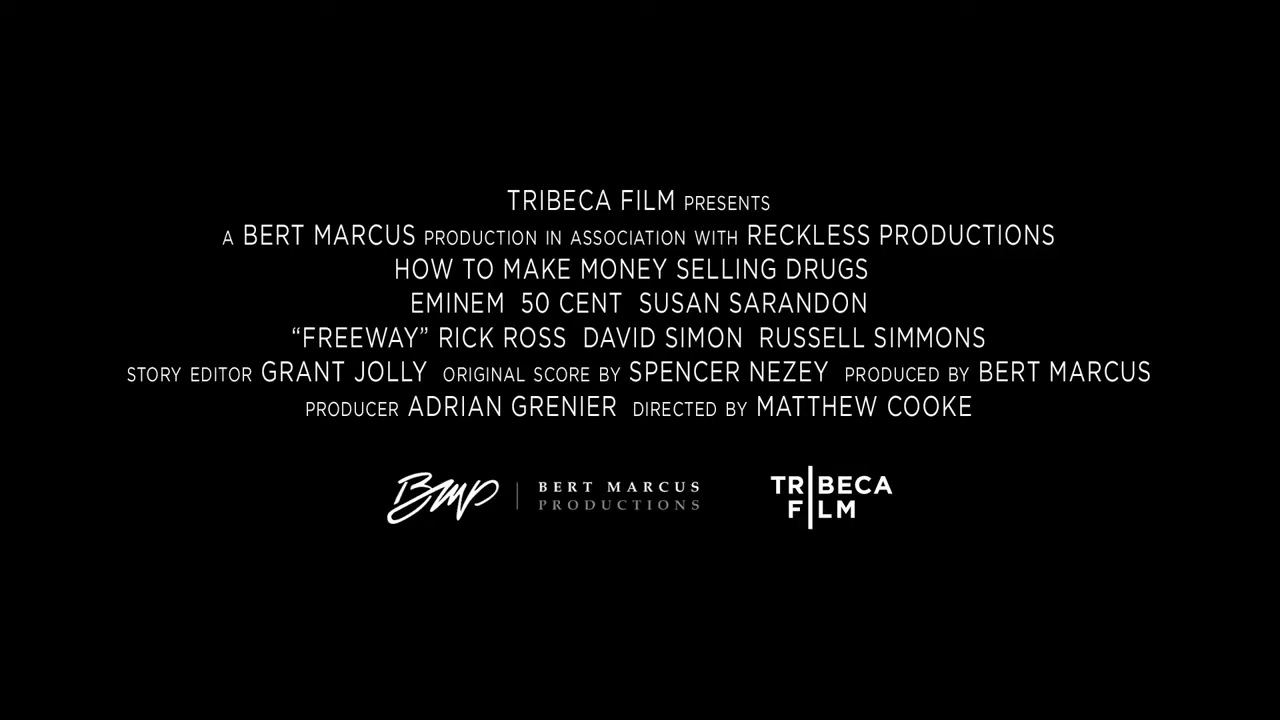 TRIBECA FILM PRESENTS
A BERT MARCUS PRODUCTION IN ASSOCIATION WITH RECKLESS PRODUCTIONS
HOW TO MAKE MONEY SELLING DRUGS
EMINEM 50 CENT SUSAN SARANDON
“FREEWAY” RICK ROSS DAVID SIMON RUSSELL SIMMONS
STORY EDITOR GRANT JOLLY ORIGINAL SCORE BY SPENCER NEZEY PRODUCED BY BERT MARCUS
PRODUCER ADRIAN GRENIER DIRECTED BY MATTHEW COOKE
BMP | BERT MARCUS
PRODUCTIONS
TRIBECA
FILM